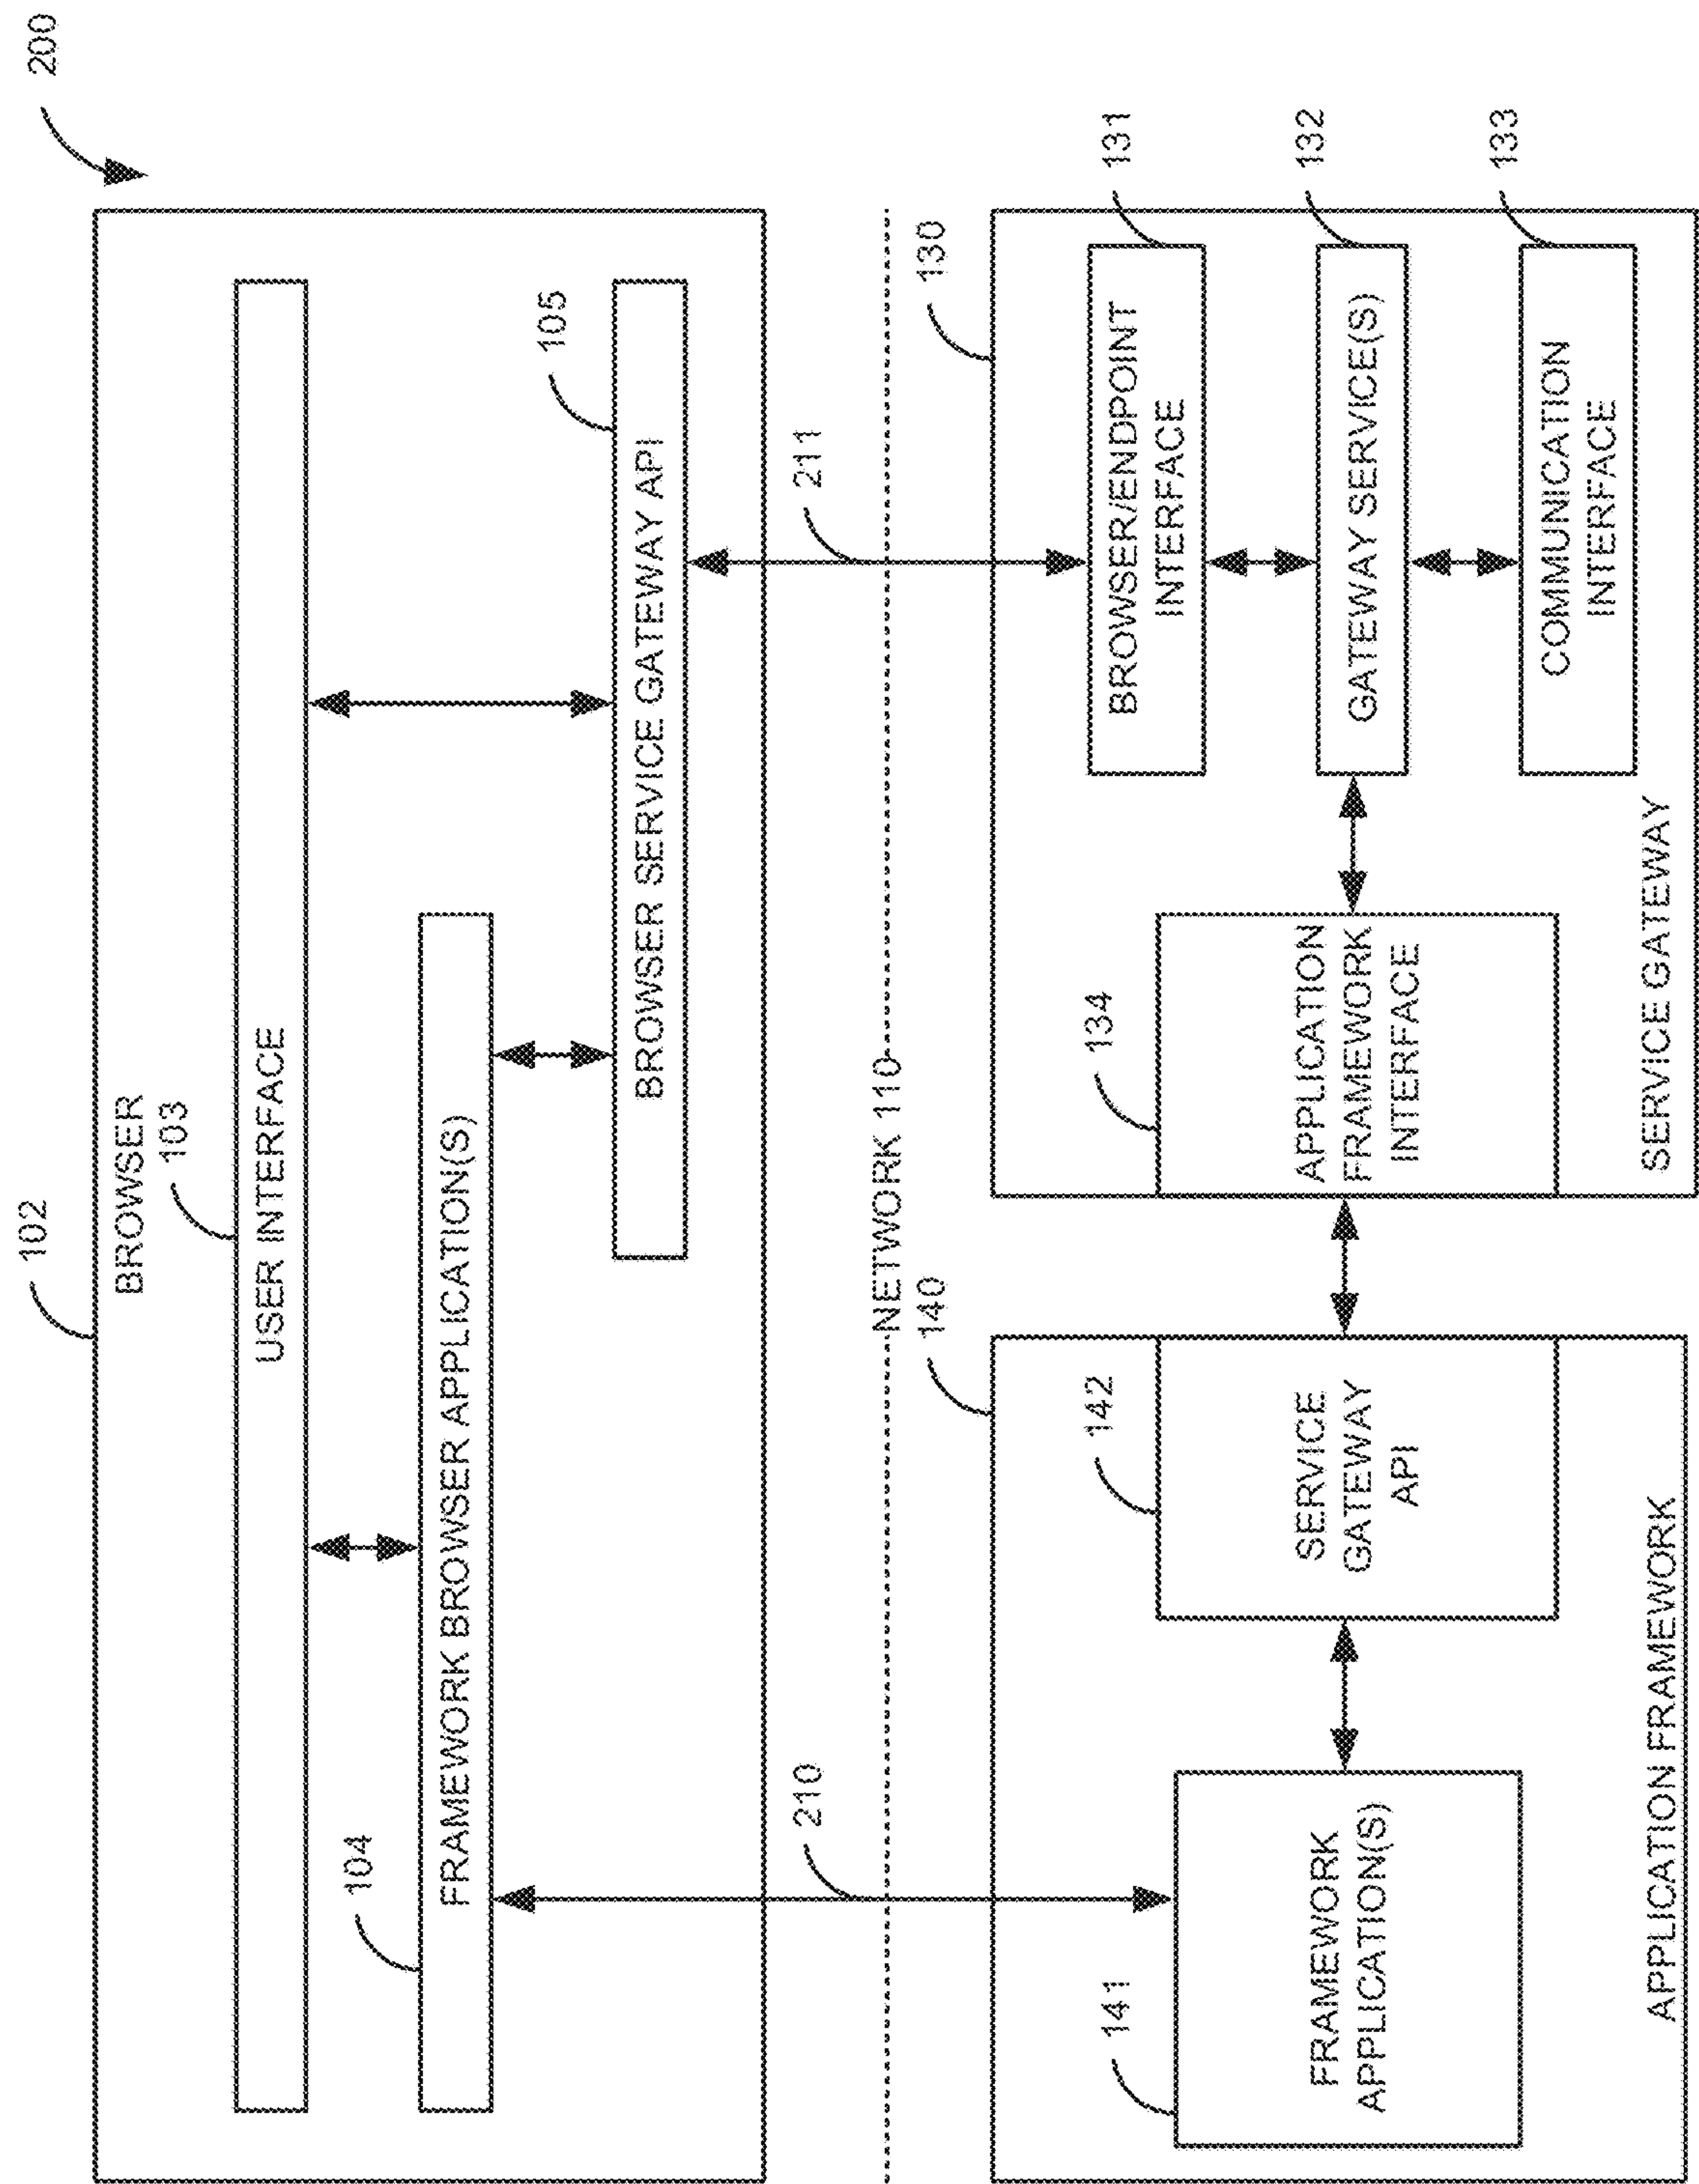 200
102
BROWSER
103
USER INTERFACE
104
FRAMEWORK BROWSER APPLICATION(S)
105
BROWSER SERVICE GATEWAY API
210
211
NETWORK 110
140
130
141
FRAMEWORK
APPLICATION(S)
142
SERVICE
GATEWAY
API
APPLICATION FRAMEWORK
134
APPLICATION
FRAMEWORK
INTERFACE
131
BROWSER/ENDPOINT
INTERFACE
132
GATEWAY SERVICE(S)
133
COMMUNICATION
INTERFACE
SERVICE GATEWAY